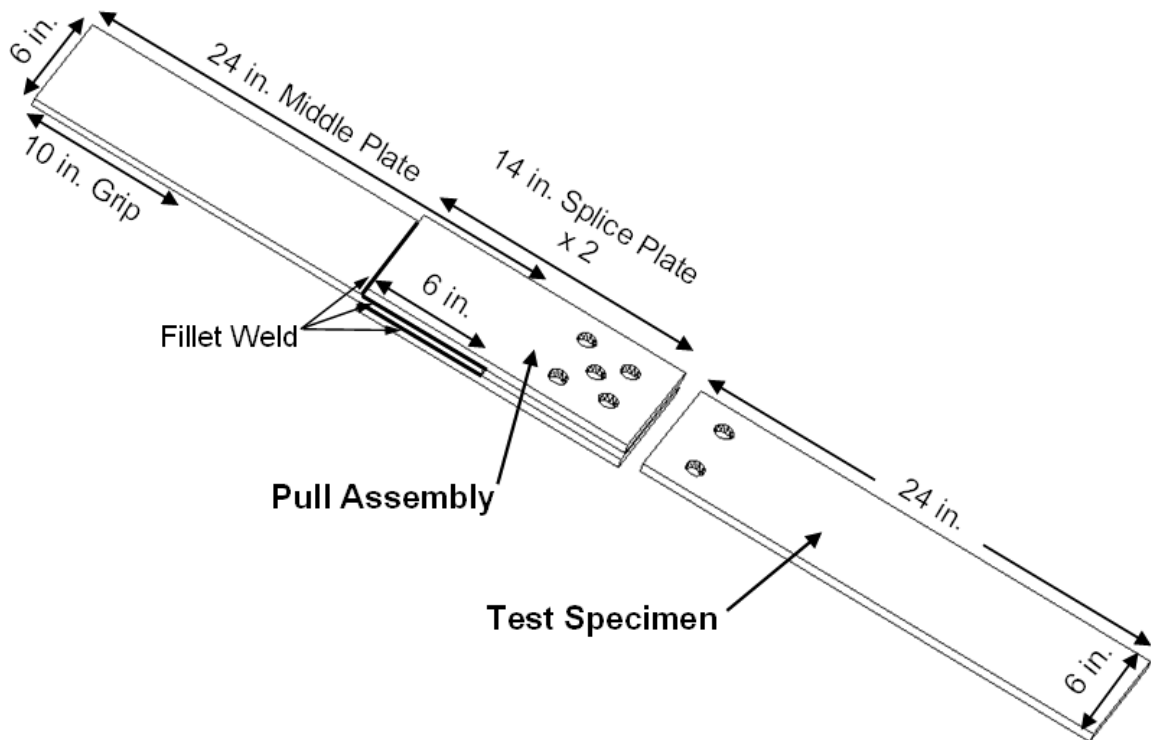 6 in.
24 in. Middle Plate
10 in. Grip
14 in. Splice Plate
x 2
6 in.
Fillet Weld
Pull Assembly
24 in.
Test Specimen
6 in.